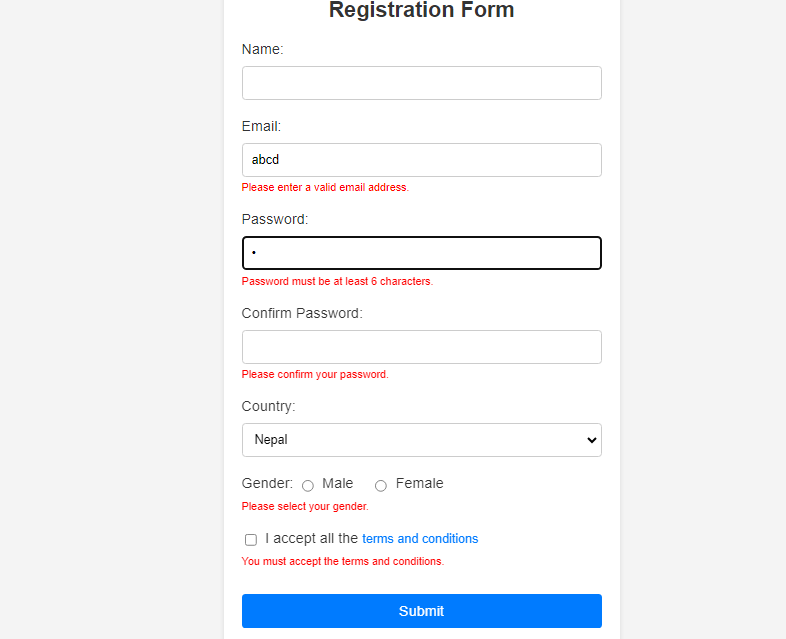 Registration Form
Name:
Email:
abcd
Please enter a valid email address.
Password:
•
Password must be at least 6 characters.
Confirm Password:
Please confirm your password.
Country:
Nepal
Gender: Male Female
Please select your gender.
I accept all the terms and conditions
You must accept the terms and conditions.
Submit